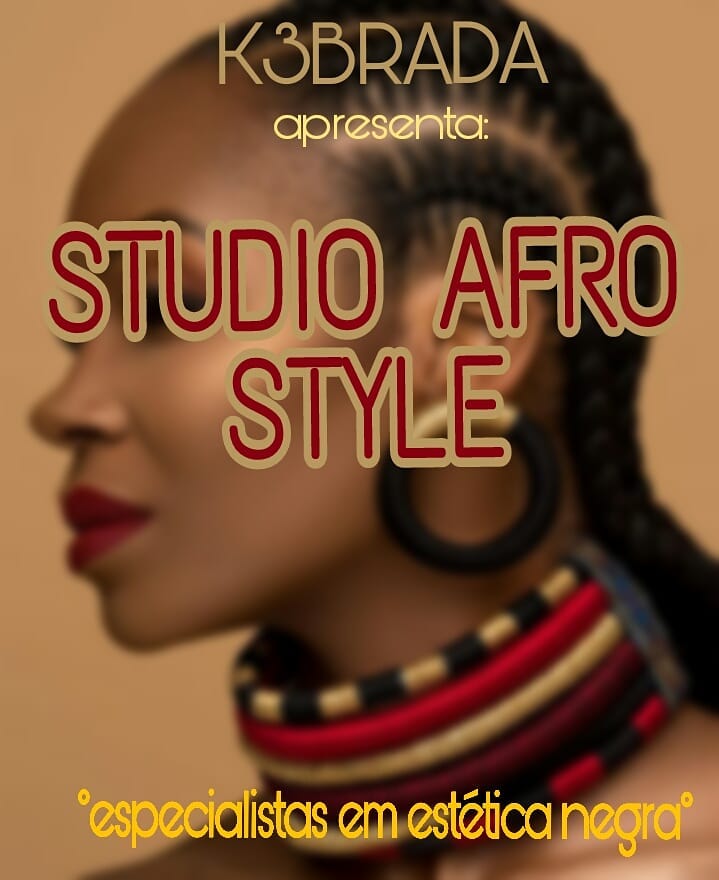 K3BRADA
apresenta:
STUDIO AFRO
STYLE
°especialistas em estética negra°